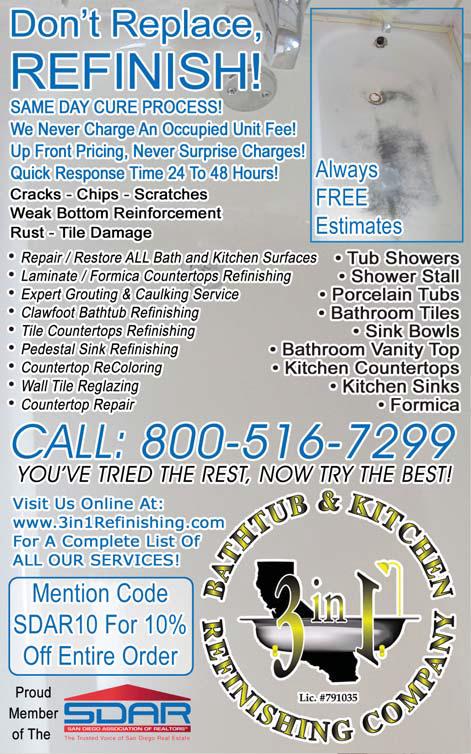 Don't Replace,
REFINISH!
SAME DAY CURE PROCESS!
We Never Charge An Occupied Unit Fee!
Up Front Pricing, Never Surprise Charges!
Quick Response Time 24 To 48 Hours!
Cracks - Chips - Scratches
Weak Bottom Reinforcement
Rust - Tile Damage
Always
FREE
Estimates
• Repair / Restore ALL Bath and Kitchen Surfaces
• Laminate / Formica Countertops Refinishing
• Expert Grouting & Caulking Service
• Clawfoot Bathtub Refinishing
• Tile Countertops Refinishing
• Pedestal Sink Refinishing
• Countertop ReColoring
• Wall Tile Reglazing
• Countertop Repair
• Tub Showers
• Shower Stall
• Porcelain Tubs
• Bathroom Tiles
• Sink Bowls
• Bathroom Vanity Top
• Kitchen Countertops
• Kitchen Sinks
• Formica
CALL: 800-516-7299
YOU'VE TRIED THE REST, NOW TRY THE BEST!
Visit Us Online At:
www.3in1Refinishing.com
For A Complete List Of
ALL OUR SERVICES!
Mention Code
SDAR10 For 10%
Off Entire Order
Proud
Member
of The
SDAR
SAN DIEGO ASSOCIATION OF REALTORS®
The Trusted Voice of San Diego Real Estate
BATHTUB & KITCHEN
3 in 1
Lic. #791035
REFINISHING COMPANY